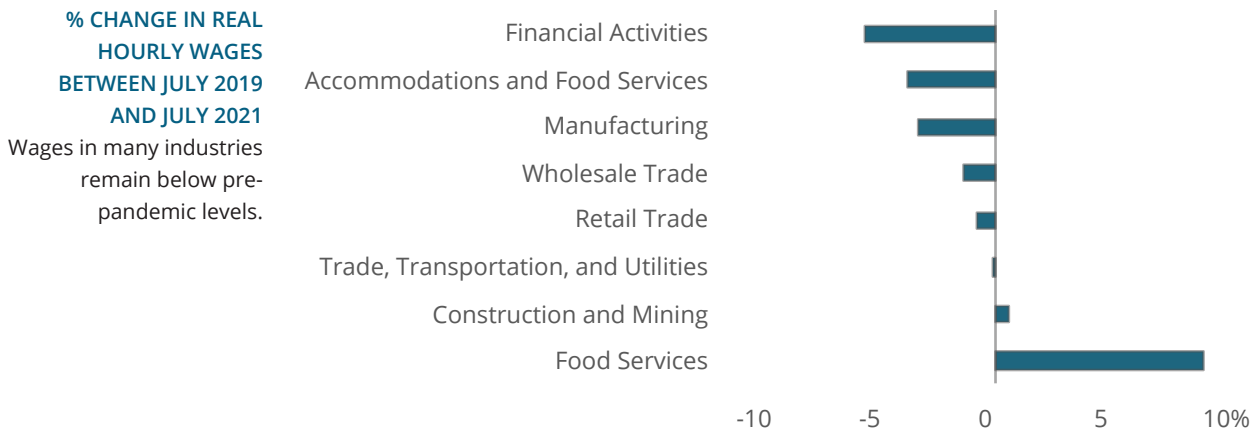 % CHANGE IN REAL
HOURLY WAGES
BETWEEN JULY 2019
AND JULY 2021
Wages in many industries
remain below pre-
pandemic levels.
Financial Activities
Accommodations and Food Services
Manufacturing
Wholesale Trade
Retail Trade
Trade, Transportation, and Utilities
Construction and Mining
Food Services
-10 -5 0 5 10%